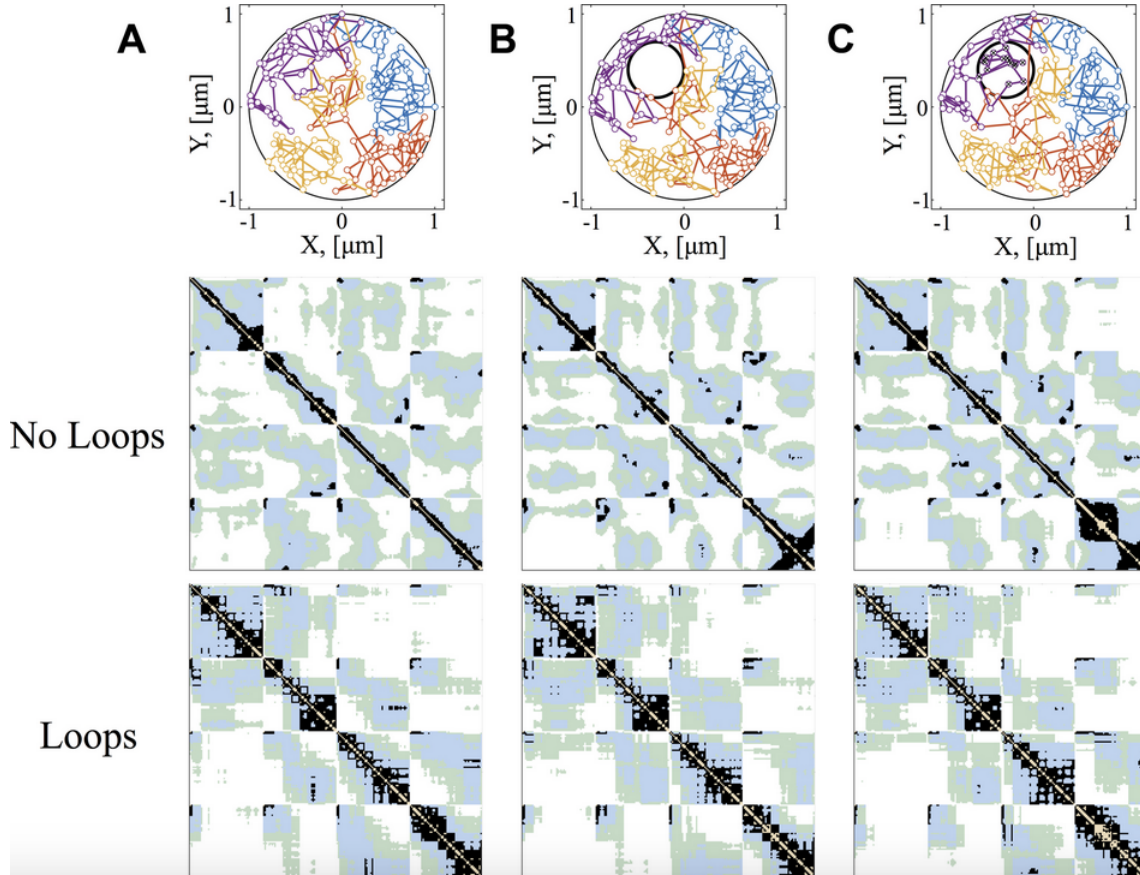 A
B
C
1
0
-1
Y, [μm]
-1
0
1
X, [μm]
1
0
-1
Y, [μm]
-1
0
1
X, [μm]
1
0
-1
Y, [μm]
-1
0
1
X, [μm]
No Loops
Loops